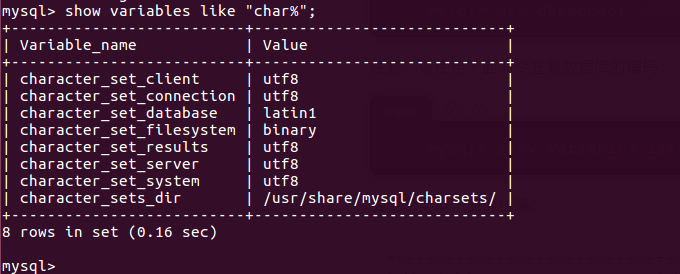 mysql> show variables like "char%";
+--------------------------+----------------------------+
| Variable_name            | Value                      |
+--------------------------+----------------------------+
| character_set_client     | utf8                       |
| character_set_connection | utf8                       |
| character_set_database   | latin1                     |
| character_set_filesystem | binary                     |
| character_set_results    | utf8                       |
| character_set_server     | utf8                       |
| character_set_system     | utf8                       |
| character_sets_dir       | /usr/share/mysql/charsets/ |
+--------------------------+----------------------------+
8 rows in set (0.16 sec)
mysql>